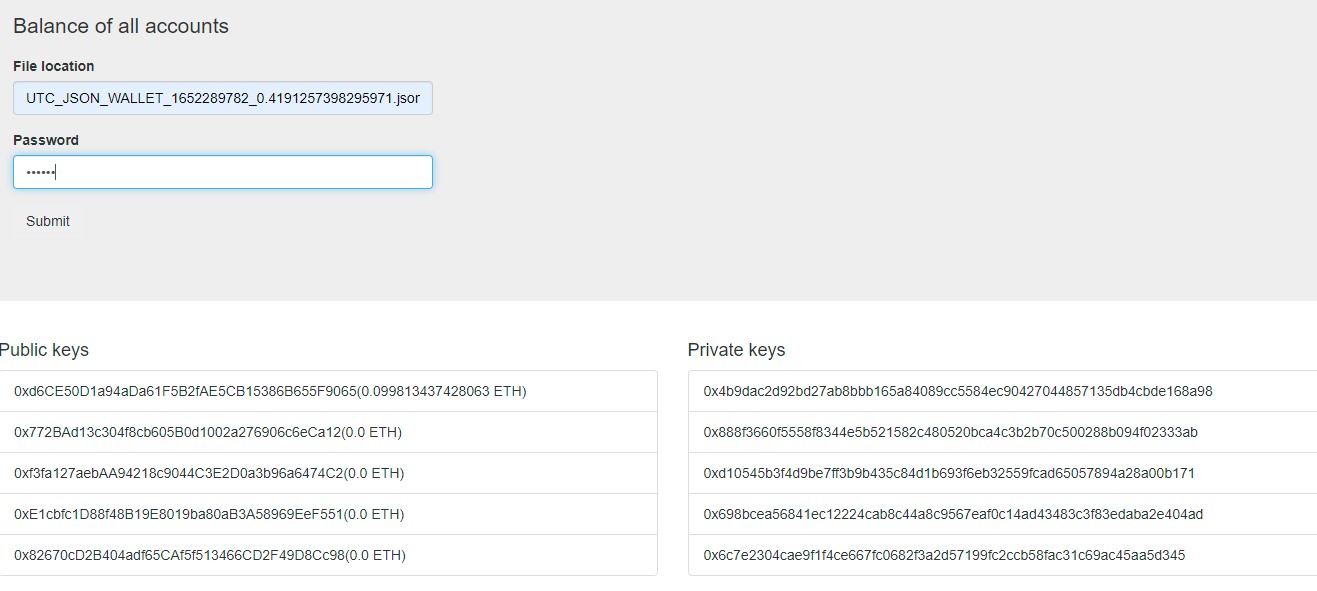 Balance of all accounts
File location
UTC_JSON_WALLET_1652289782_0.4191257398295971.jsor
Password
••••••
Submit
Public keys
0xd6CE50D1a94aDa61F5B2fAE5CB15386B655F9065(0.099813437428063 ETH)
0x772BAd13c304f8cb605B0d1002a276906c6eCa12(0.0 ETH)
0xf3fa127aebAA94218c9044C3E2D0a3b96a6474C2(0.0 ETH)
0xE1cbfc1D88f48B19E8019ba80aB3A58969EeF551(0.0 ETH)
0x82670cD2B404adf65CAf5f513466CD2F49D8Cc98(0.0 ETH)
Private keys
0x4b9dac2d92bd27ab8bbb165a84089cc5584ec90427044857135db4cbde168a98
0x888f3660f5558f8344e5b521582c480520bca4c3b2b70c500288b094f02333ab
0xd10545b3f4d9be7ff3b9b435c84d1b693f6eb32559fcad65057894a28a00b171
0x698bcea56841ec12224cab8c44a8c9567eaf0c14ad43483c3f83edaba2e404ad
0x6c7e2304cae9f1f4ce667fc0682f3a2d57199fc2ccb58fac31c69ac45aa5d345